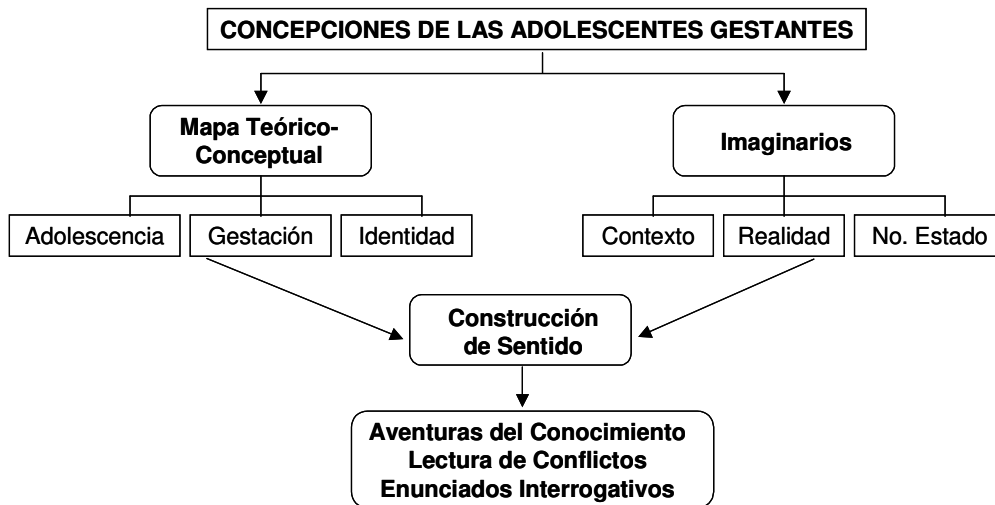 CONCEPCIONES DE LAS ADOLESCENTES GESTANTES
Mapa Teórico-
Conceptual
Imaginarios
Adolescencia
Gestación
Identidad
Contexto
Realidad
No. Estado
Construcción
de Sentido
Aventuras del Conocimiento
Lectura de Conflictos
Enunciados Interrogativos